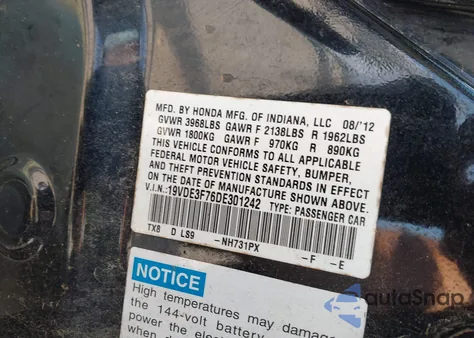 MFD. BY HONDA MFG. OF INDIANA, LLC 08/'12
GVWR 3968LBS GAWR F 2138LBS R 1962LBS
GVWR 1800KG GAWR F 970KG R 890KG
THIS VEHICLE CONFORMS TO ALL APPLICABLE
FEDERAL MOTOR VEHICLE SAFETY, BUMPER,
AND THEFT PREVENTION STANDARDS IN EFFECT
ON THE DATE OF MANUFACTURE SHOWN ABOVE.
V.I.N.:19VDE3F76DE301242 TYPE: PASSENGER CAR
TX8 D LS9 -NH731PX -F -E
NOTICE
High temperatures may damage
the 144-volt battery
power the
autoSnap